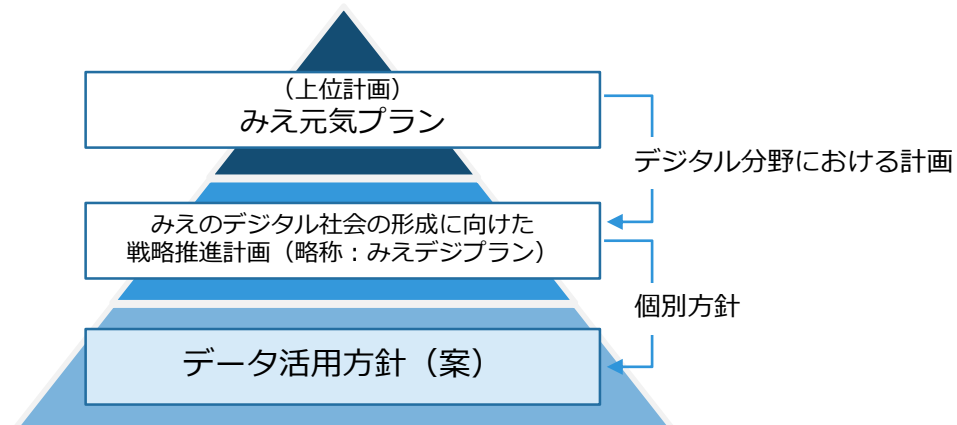 （上位計画）
みえ元気プラン
デジタル分野における計画
みえのデジタル社会の形成に向けた
戦略推進計画（略称：みえデジプラン）
個別方針
データ活用方針（案）